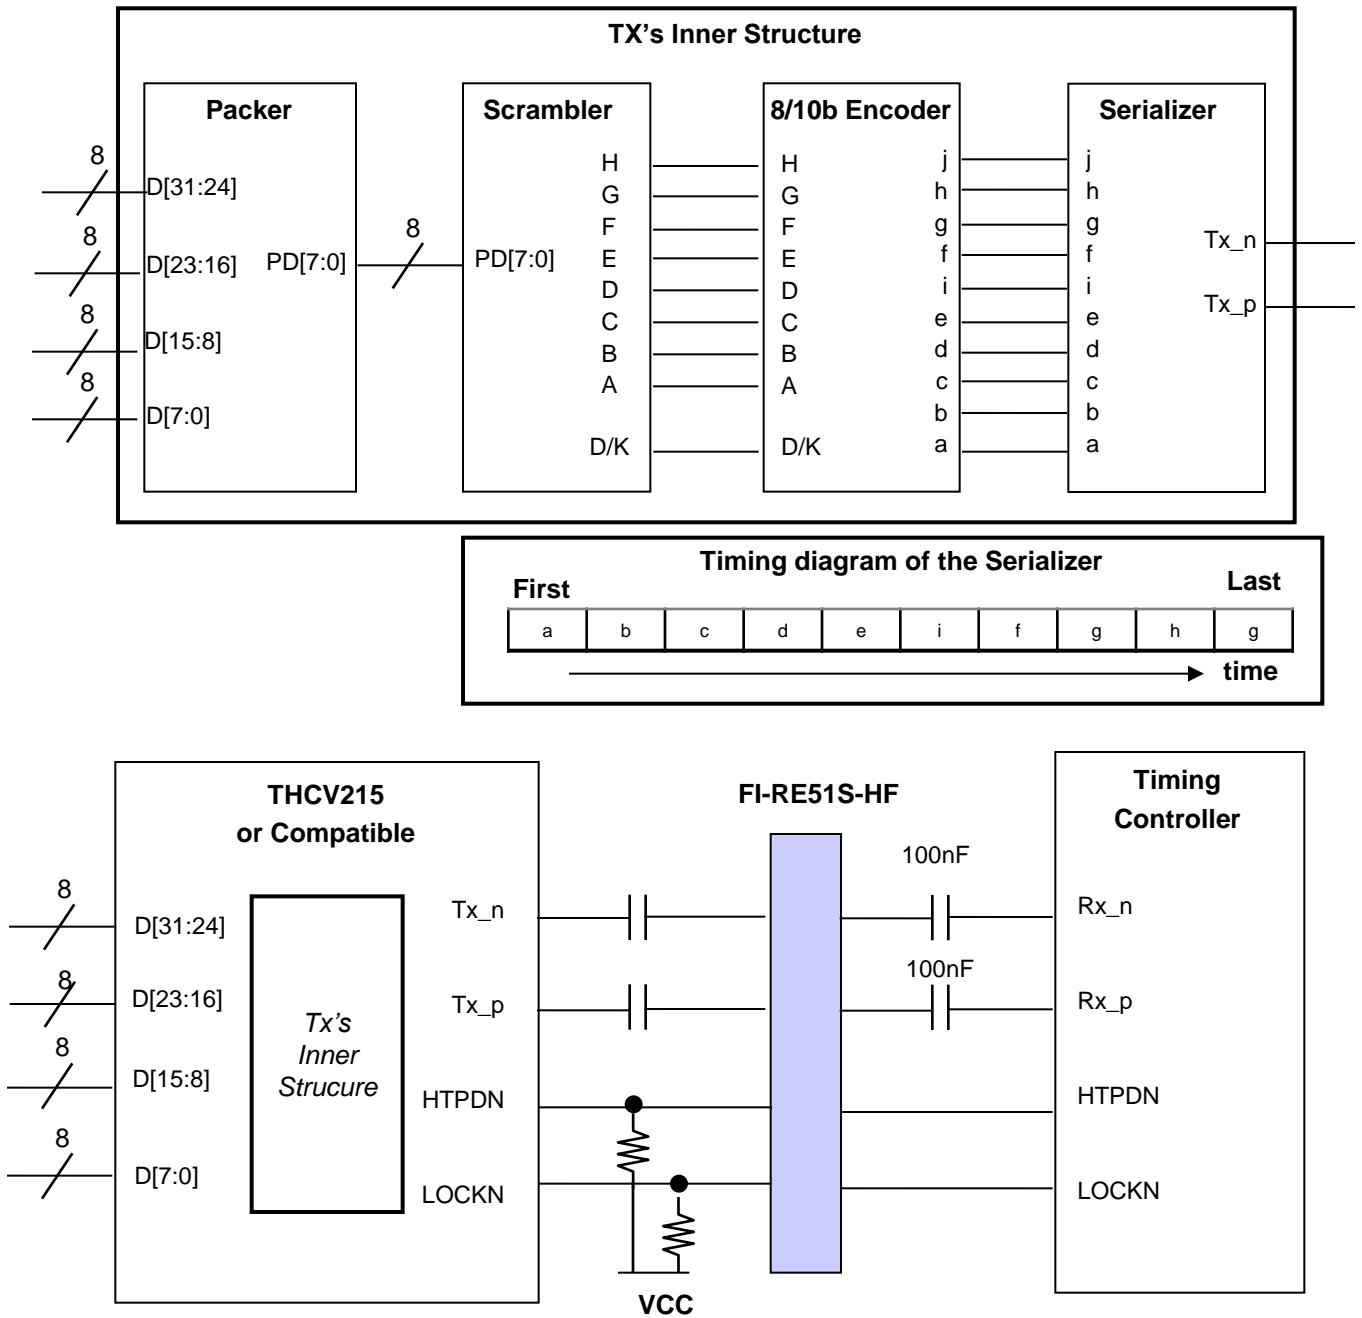 TX's Inner Structure
Packer
Scrambler
8/10b Encoder
Serializer
8
D[31:24]
8
D[23:16]
8
D[15:8]
8
D[7:0]
PD[7:0]
8
PD[7:0]
H
G
F
E
D
C
B
A
D/K
H
G
F
E
D
C
B
A
D/K
j
h
g
f
i
e
d
c
b
a
j
h
g
f
i
e
d
c
b
a
Tx_n
Tx_p
Timing diagram of the Serializer
First
Last
a b c d e i f g h g
time
THCV215
or Compatible
8
D[31:24]
8
D[23:16]
8
D[15:8]
8
D[7:0]
Tx's
Inner
Strucure
Tx_n
Tx_p
HTPDN
LOCKN
VCC
FI-RE51S-HF
100nF
100nF
Timing
Controller
Rx_n
Rx_p
HTPDN
LOCKN